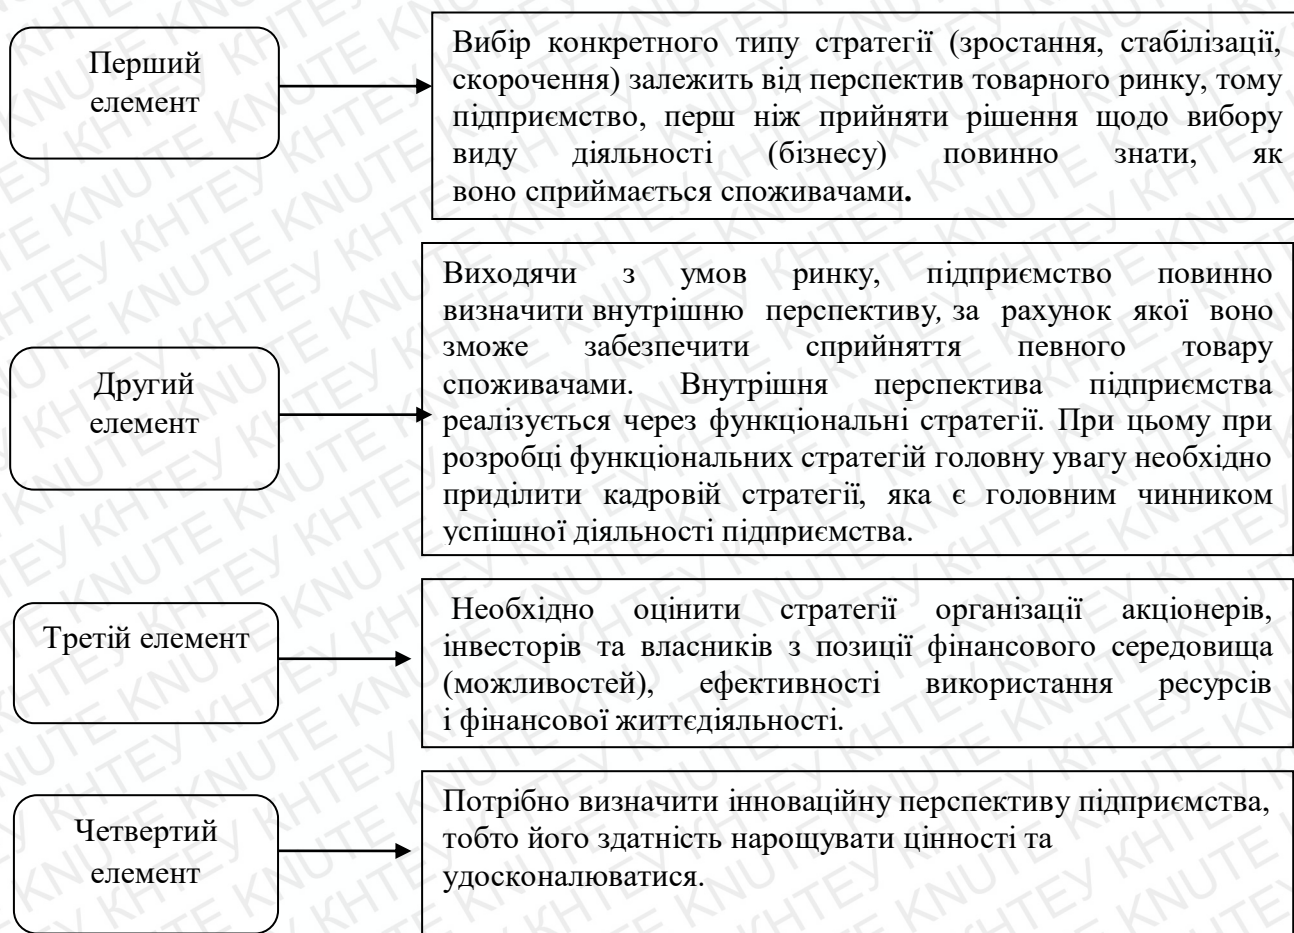 Перший
елемент
Вибір конкретного типу стратегії (зростання, стабілізації,
скорочення) залежить від перспектив товарного ринку, тому
підприємство, перш ніж прийняти рішення щодо вибору
виду діяльності (бізнесу) повинно знати, як
воно сприймається споживачами.
Другий
елемент
Виходячи з умов ринку, підприємство повинно
визначити внутрішню перспективу, за рахунок якої воно
зможе забезпечити сприйняття певного товару
споживачами. Внутрішня перспектива підприємства
реалізується через функціональні стратегії. При цьому при
розробці функціональних стратегій головну увагу необхідно
приділити кадровій стратегії, яка є головним чинником
успішної діяльності підприємства.
Третій елемент
Необхідно оцінити стратегії організації акціонерів,
інвесторів та власників з позиції фінансового середовища
(можливостей), ефективності використання ресурсів
і фінансової життєдіяльності.
Четвертий
елемент
Потрібно визначити інноваційну перспективу підприємства,
тобто його здатність нарощувати цінності та
удосконалюватися.